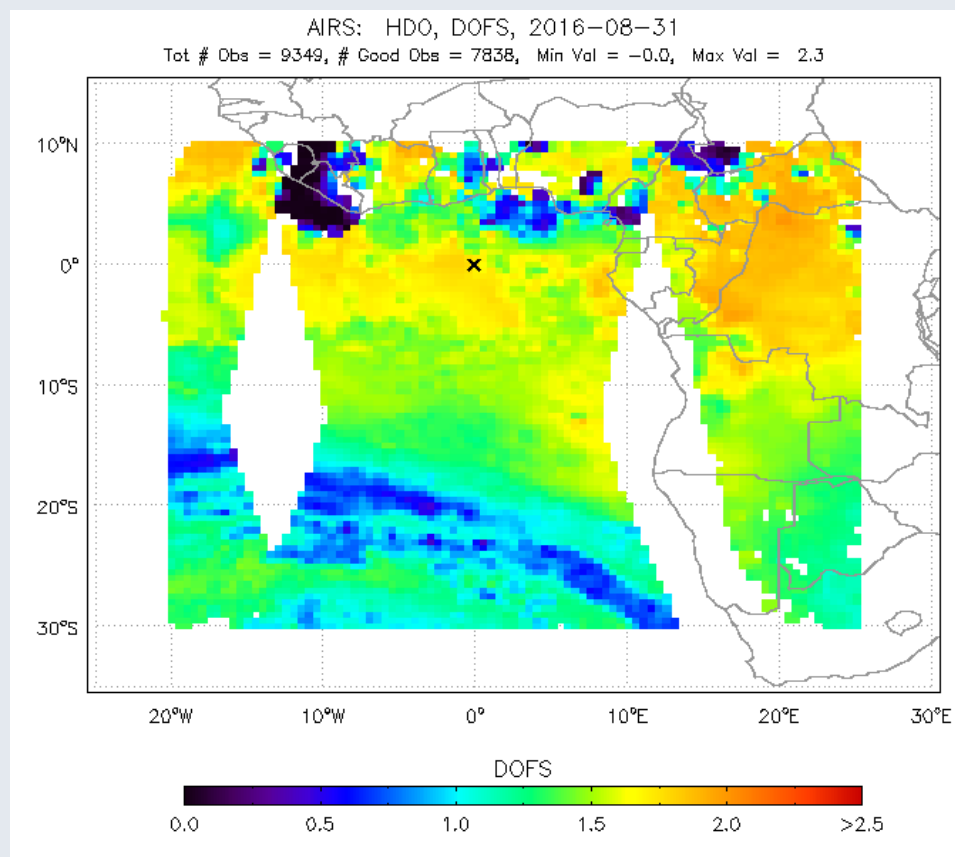 AIRS: HDO, DOFS, 2016-08-31
Tot # Obs = 9349, # Good Obs = 7838, Min Val = -0.0, Max Val = 2.3
10°N
0°
10°S
20°S
30°S
20°W 10°W 0° 10°E 20°E 30°E
DOFS
0.0 0.5 1.0 1.5 2.0 >2.5